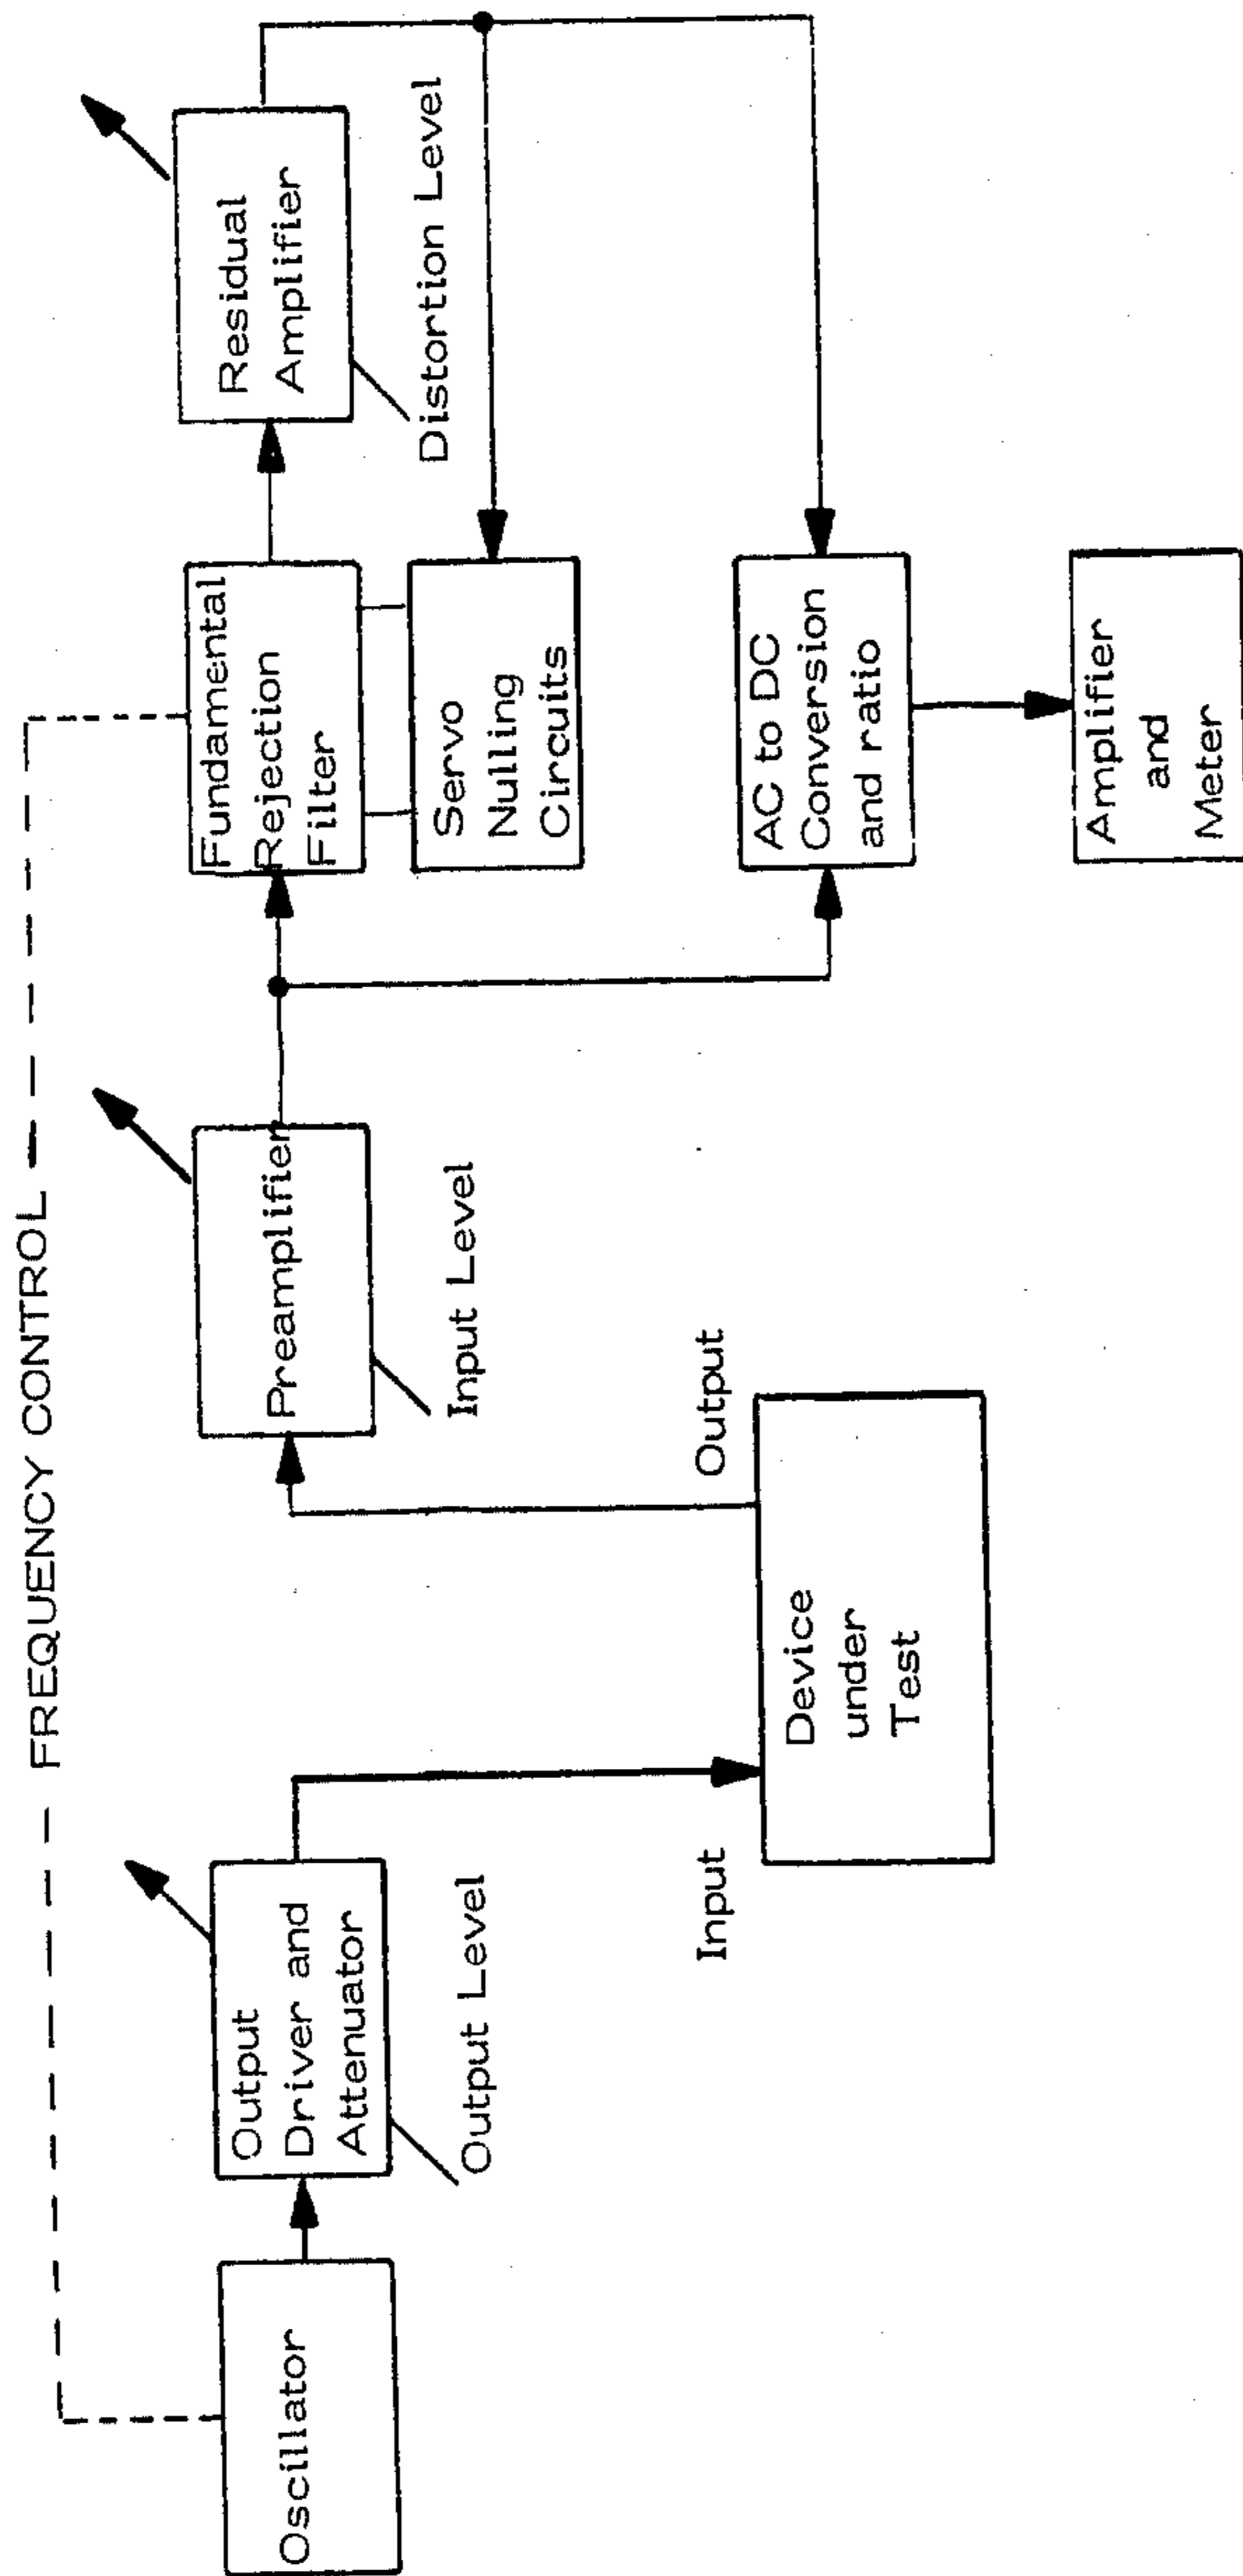 FREQUENCY CONTROL
Oscillator
Output
Driver and
Attenuator
Output Level
Input
Device
under
Test
Output
Preamplifier
Input Level
Fundamental
Rejection
Filter
Servo
Nulling
Circuits
Residual
Amplifier
Distortion Level
AC to DC
Conversion
and ratio
Amplifier
and
Meter